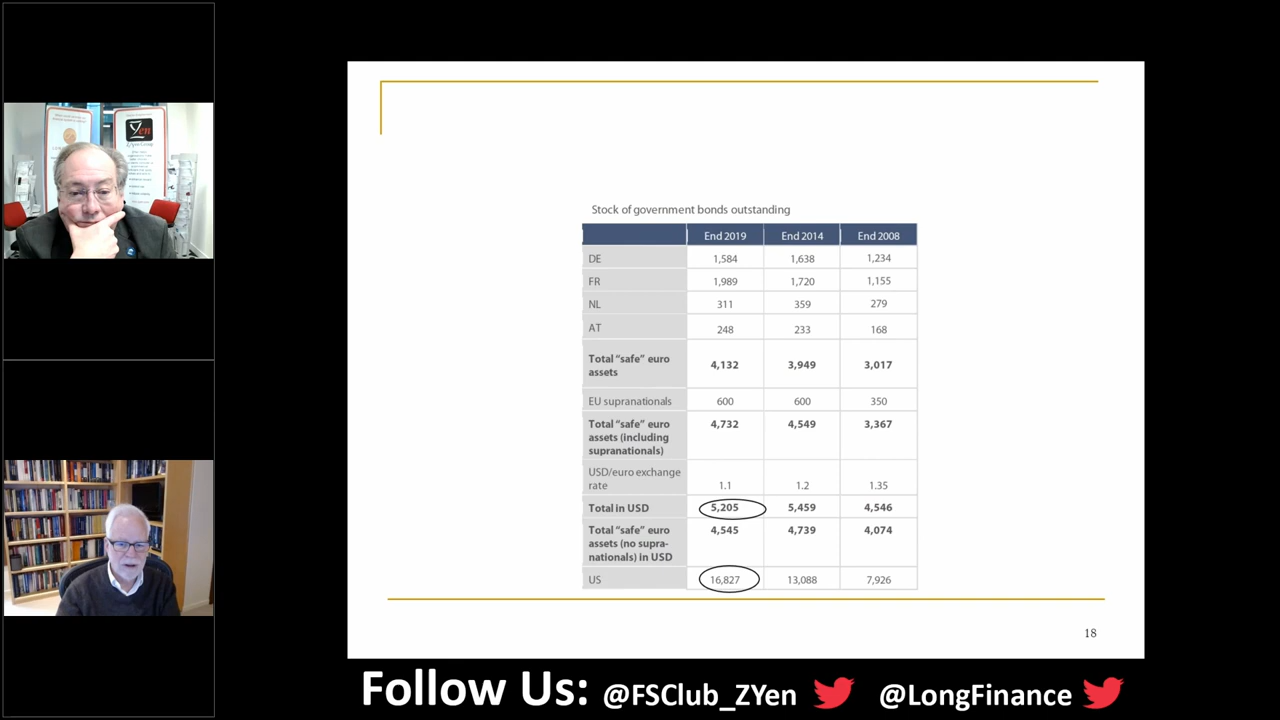 Yen
Z/Yen Group
Stock of government bonds outstanding
End 2019 End 2014 End 2008
DE 1,584 1,638 1,234
FR 1,989 1,720 1,155
NL 311 359 279
AT 248 233 168
Total “safe” euro
assets 4,132 3,949 3,017
EU supranationals 600 600 350
Total “safe” euro 4,732 4,549 3,367
assets (including
supranationals)
USD/euro exchange
rate 1.1 1.2 1.35
Total in USD 5,205 5,459 4,546
Total “safe” euro 4,545 4,739 4,074
assets (no supra-
nationals) in USD
US 16,827 13,088 7,926
18
Follow Us: @FSClub_ZYen @LongFinance